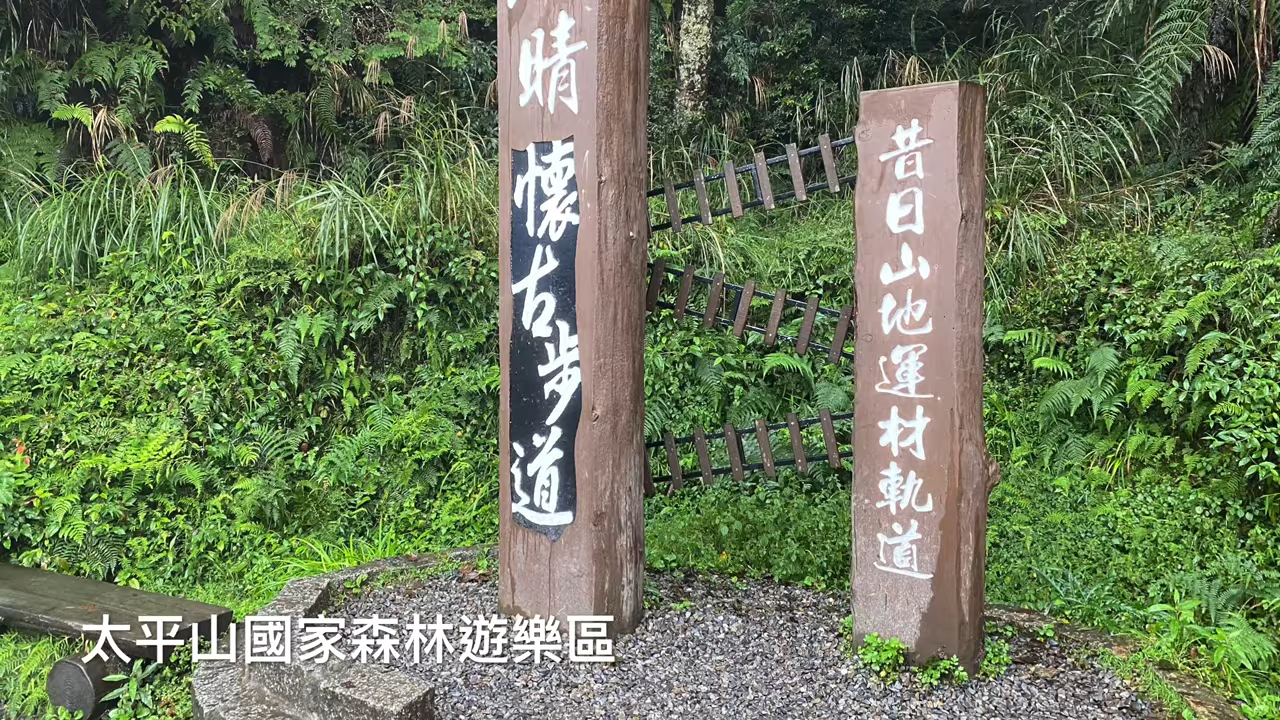 晴
懷古步道
昔日山地運材軌道
太平山國家森林遊樂區